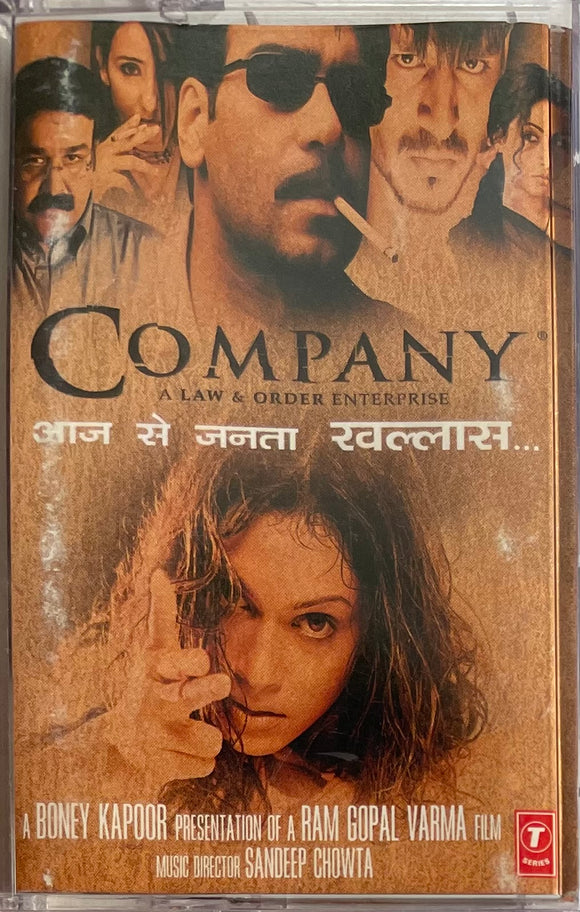 COMPANY®
A LAW & ORDER ENTERPRISE
आज से जनता खल्लास...
A BONEY KAPOOR PRESENTATION OF A RAM GOPAL VARMA FILM
MUSIC DIRECTOR SANDEEP CHOWTA
T
SERIES